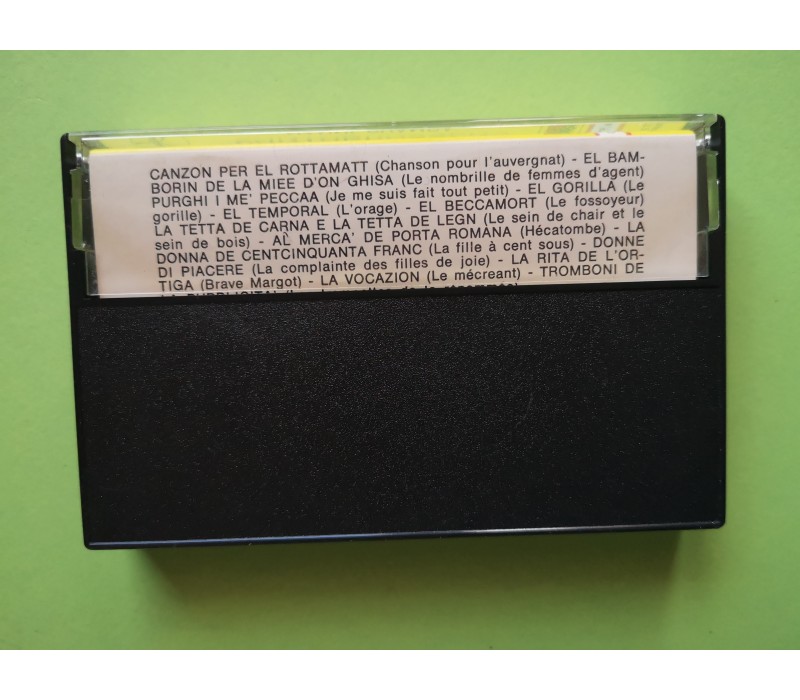 CANZON PER EL ROTTAMATT (Chanson pour l'auvergnat) - EL BAM-
BORIN DE LA MIEE D'ON GHISA (Le nombrille de femmes d'agent)
PURGHI I ME' PECCAA (Je me suis fait tout petit) - EL GORILLA (Le
gorille) - EL TEMPORAL (L'orage) - EL BECCAMORT (Le fossoyeur)
LA TETTA DE CARNA E LA TETTA DE LEGN (Le sein de chair et le
sein de bois) - AL MERCA' DE PORTA ROMANA (Hécatombe) - LA
DONNA DE CENTCINQUANTA FRANC (La fille à cent sous) - DONNE
DI PIACERE (La complainte des filles de joie) - LA RITA DE L'OR-
TIGA (Brave Margot) - LA VOCAZION (Le mécreant) - TROMBONI DE